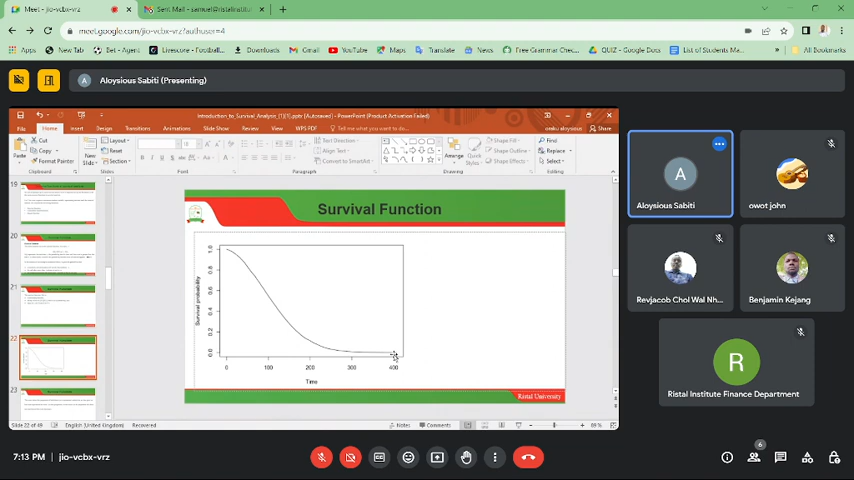 Meet - jio-vcbx-vrz
Sent Mail - samuel@ristalinstitu
meet.google.com/jio-vcbx-vrz?authuser=4
Apps
New Tab
Bet - Agent
Livescore - Football...
Downloads
Gmail
YouTube
Maps
Translate
News
Free Grammar Chec...
QUIZ - Google Docs
List of Students Ma...
»
All Bookmarks
A
Aloysious Sabiti (Presenting)
Introduction_to_Survival_Analysis_(1)[1].pptx [Autosaved] - PowerPoint (Product Activation Failed)
File
Home
Insert
Design
Transitions
Animations
Slide Show
Review
View
WPS PDF
Tell me what you want to do...
Share
Paste
Cut
Copy
Format Painter
Clipboard
New Slide
Layout
Reset
Section
Slides
18
Font
Text Direction
Align Text
Convert to SmartArt
Paragraph
Arrange
Quick Styles
Shape Fill
Shape Outline
Shape Effects
Drawing
Find
Replace
Select
Editing
19
20
21
22
23
Survival Function
Survival probability
1.0
0.8
0.6
0.4
0.2
0.0
0 100 200 300 400
Time
Ristal University
Slide 22 of 49
English (United Kingdom)
Recovered
Notes
Comments
89%
A
Aloysious Sabiti
owot john
Revjacob Chol Wal Nh...
Benjamin Kejang
R
Ristal Institute Finance Department
7:13 PM
jio-vcbx-vrz
6